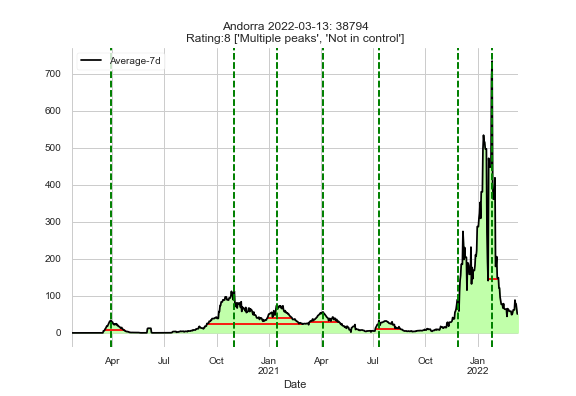 Andorra 2022-03-13: 38794
Rating:8 ['Multiple peaks', 'Not in control']
Average-7d
700
600
500
400
300
200
100
0
Apr
Jul
Oct
Jan
2021
Apr
Jul
Oct
Jan
2022
Date